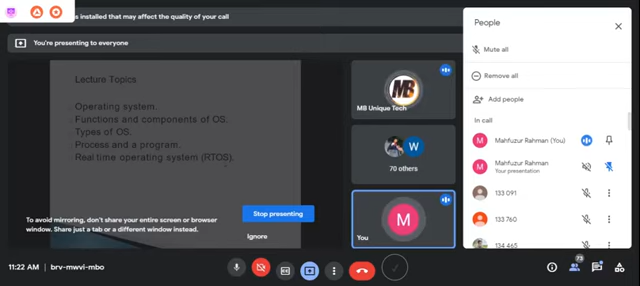 s installed that may affect the quality of your call
You're presenting to everyone
Lecture Topics
Operating system.
Functions and components of OS.
Types of OS.
Process and a program.
Real time operating system (RTOS).
To avoid mirroring, don't share your entire screen or browser
window. Share just a tab or a different window instead.
Stop presenting
Ignore
MB
MB Unique Tech
W
70 others
M
You
People
Mute all
Remove all
Add people
In call
M
Mahfuzur Rahman (You)
M
Mahfuzur Rahman
Your presentation
133 091
133 760
134 465
11:22 AM | brv-mwvi-mbo
73